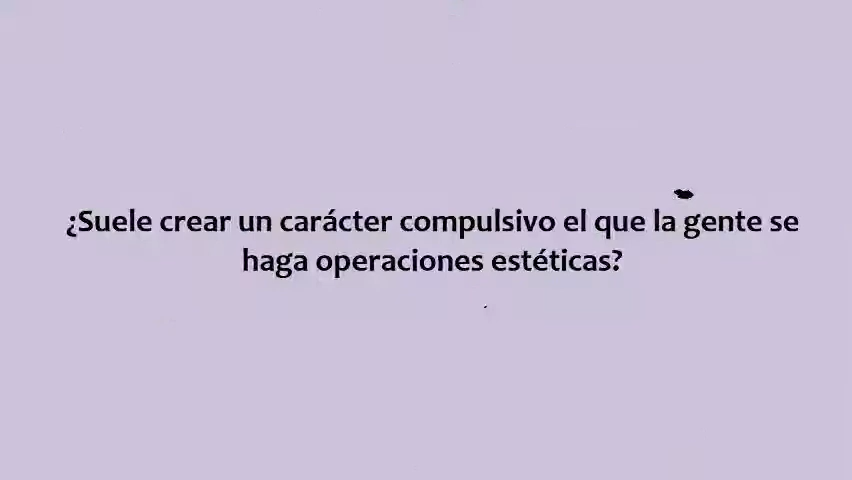 ¿Suele crear un carácter compulsivo el que la gente se
haga operaciones estéticas?